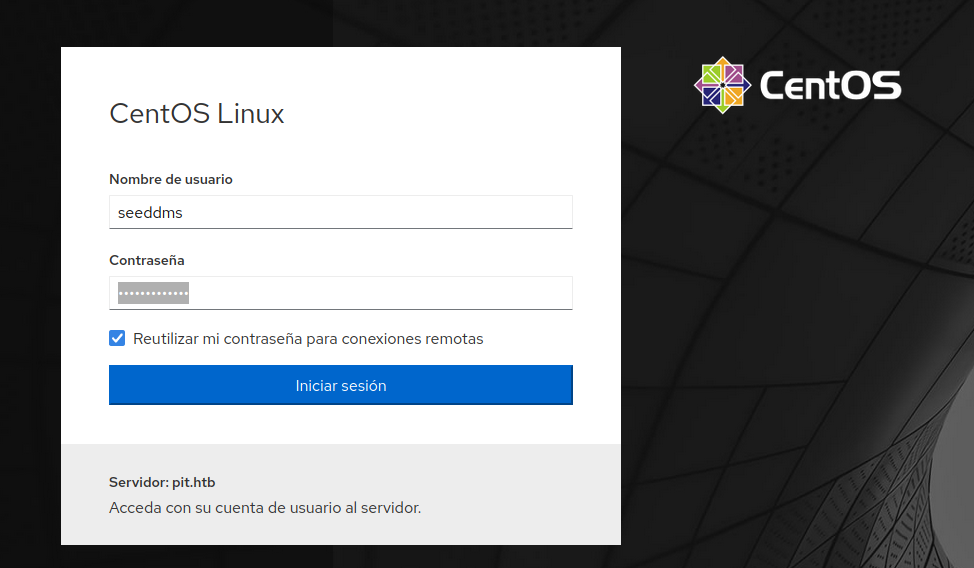 CentOS
CentOS Linux
Nombre de usuario
seeddms
Contraseña
•••••••••••••
Reutilizar mi contraseña para conexiones remotas
Iniciar sesión
Servidor: pit.htb
Acceda con su cuenta de usuario al servidor.